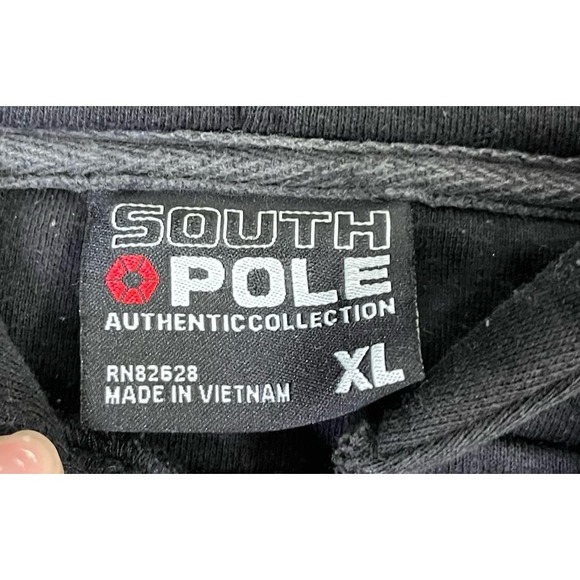 SOUTH
POLE
AUTHENTICCOLLECTION
RN82628
MADE IN VIETNAM
XL